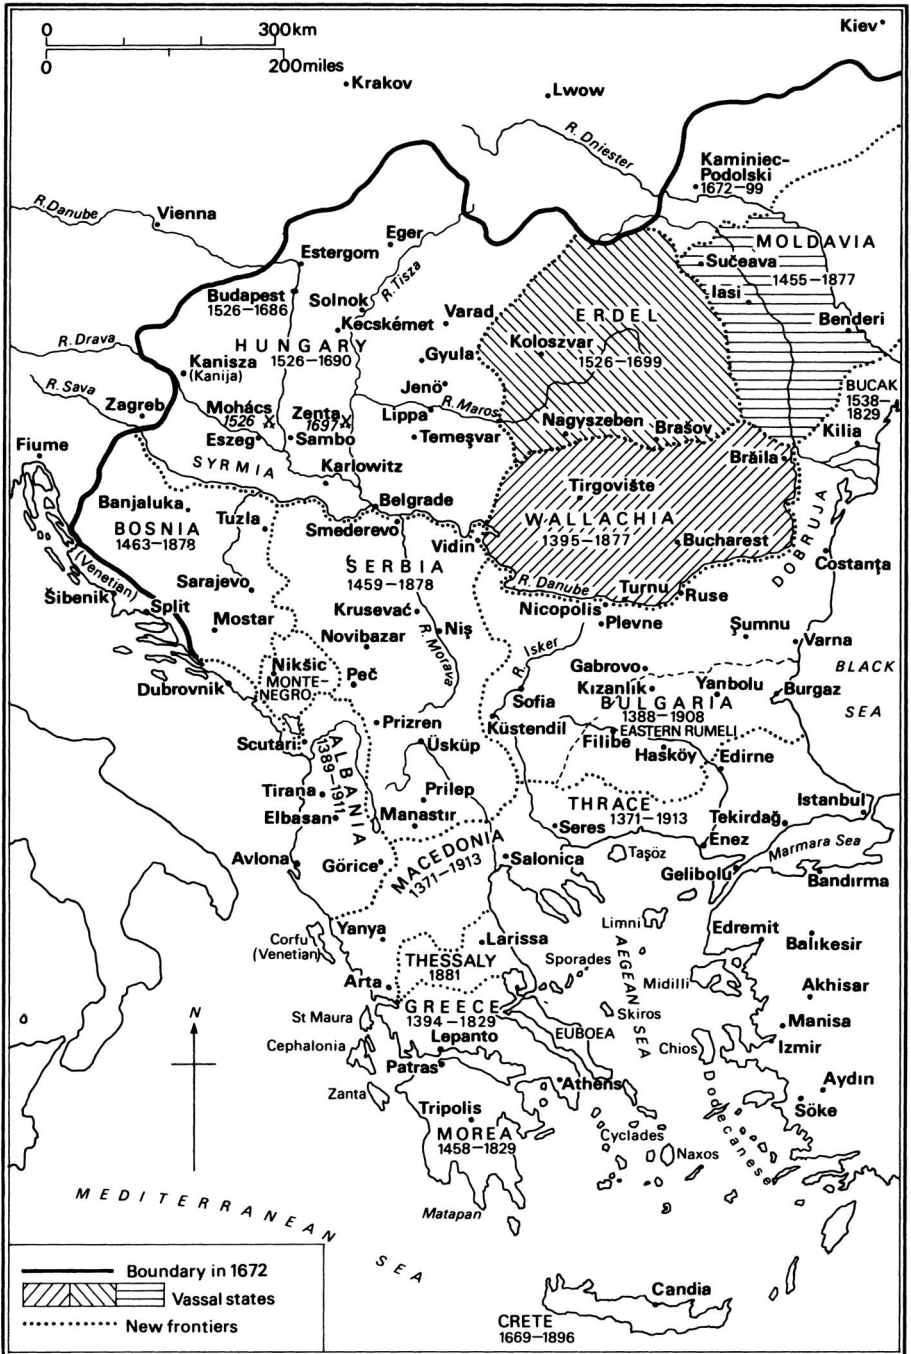 0 300km
0 200miles
Kiev
Krakov
Lwow
R. Dniester
Kaminiec-
Podolski
1672–99
R. Danube
Vienna
Eger
Estergom
MOLDAVIA
1455–1877
Sučeava
Iasi
R. Tisza
Budapest
1526–1686
Solnok
Varad
ERDEL
1526–1699
Benderi
Kecskémet
HUNGARY
1526–1690
Koloszvar
R. Drava
Kanisza
(Kanija)
Gyula
Jenö
BUCAK
1538–
1829
R. Sava
Zagreb
Mohács
1526
Zenta
1697
Lippa
R. Maros
Nagyszeben
Brașov
Kilia
Eszeg
Sambo
Temeşvar
Fiume
SYRMIA
Karlowitz
Brăila
Tirgovişte
Banjaluka
Belgrade
BOSNIA
1463–1878
Tuzla
Smederevo
WALLACHIA
1395–1877
Vidin
Bucharest
DOBRUJA
SERBIA
1459–1878
Costanţa
(Venetian)
Sarajevo
R. Danube
Turnu
Šibenik
Split
Krusevać
Nicopolis
Ruse
Mostar
Plevne
Şumnu
Novibazar
Niş
R. Morava
R. Isker
Varna
Nikšic
MONTE-
NEGRO
Peč
Gabrovo
BLACK
SEA
Dubrovnik
Sofia
Kızanlık
Yanbolu
Burgaz
BULGARIA
1388–1908
Prizren
Küstendil
EASTERN RUMELI
Scutari
Üsküp
Filibe
Hasköy
Edirne
ALBANIA
1389–1911
Tirana
Prilep
THRACE
1371–1913
Istanbul
Elbasan
Manastır
Seres
Tekirdağ
Enez
MACEDONIA
1371–1913
Marmara Sea
Avlona
Görice
Salonica
Taşöz
Gelibolu
Bandırma
Limni
Yanya
Edremit
Corfu
(Venetian)
Larissa
AEGEAN SEA
Balıkesir
THESSALY
1881
Sporades
Arta
Midilli
Akhisar
GREECE
1394–1829
Skiros
St Maura
N
Manisa
Lepanto
EUBOEA
Cephalonia
Chios
Izmir
Patras
Athens
Aydın
Zanta
Söke
Tripolis
Dodecanese
MOREA
1458–1829
Cyclades
Naxos
MEDITERRANEAN
SEA
Matapan
Boundary in 1672
Vassal states
New frontiers
Candia
CRETE
1669–1896